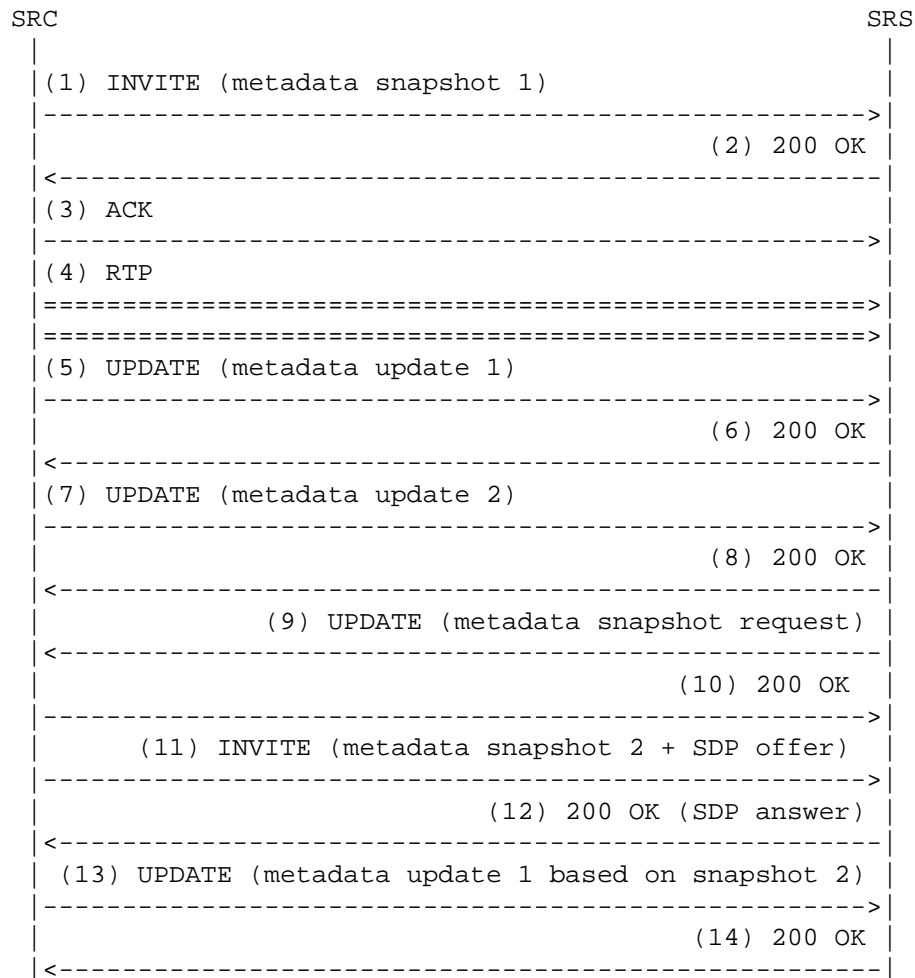 SRC SRS
(1) INVITE (metadata snapshot 1)
(2) 200 OK
(3) ACK
(4) RTP
(5) UPDATE (metadata update 1)
(6) 200 OK
(7) UPDATE (metadata update 2)
(8) 200 OK
(9) UPDATE (metadata snapshot request)
(10) 200 OK
(11) INVITE (metadata snapshot 2 + SDP offer)
(12) 200 OK (SDP answer)
(13) UPDATE (metadata update 1 based on snapshot 2)
(14) 200 OK